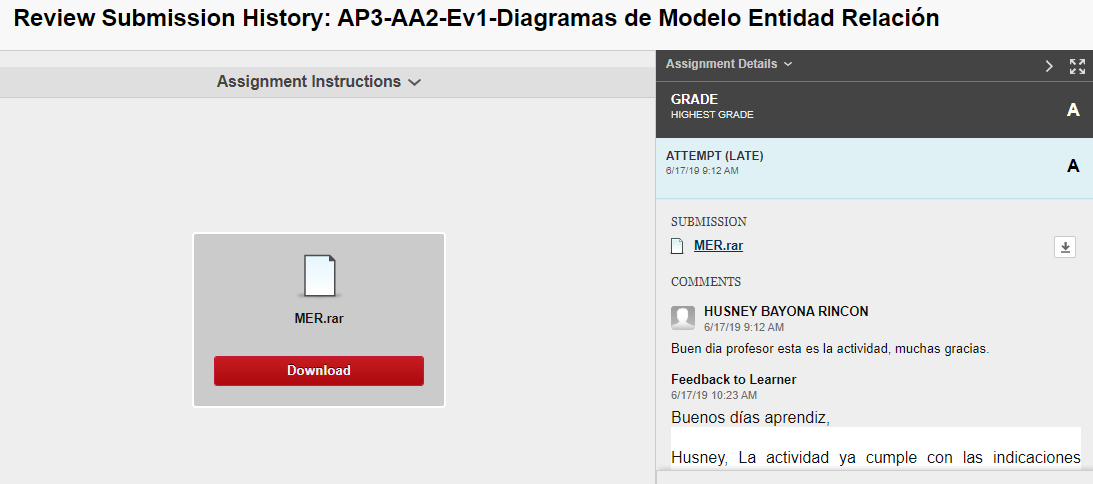 Review Submission History: AP3-AA2-Ev1-Diagramas de Modelo Entidad Relación
Assignment Instructions
MER.rar
Download
Assignment Details
GRADE
HIGHEST GRADE
A
ATTEMPT (LATE)
6/17/19 9:12 AM
A
SUBMISSION
MER.rar
COMMENTS
HUSNEY BAYONA RINCON
6/17/19 9:12 AM
Buen dia profesor esta es la actividad, muchas gracias.
Feedback to Learner
6/17/19 10:23 AM
Buenos días aprendiz,
Husney, La actividad ya cumple con las indicaciones